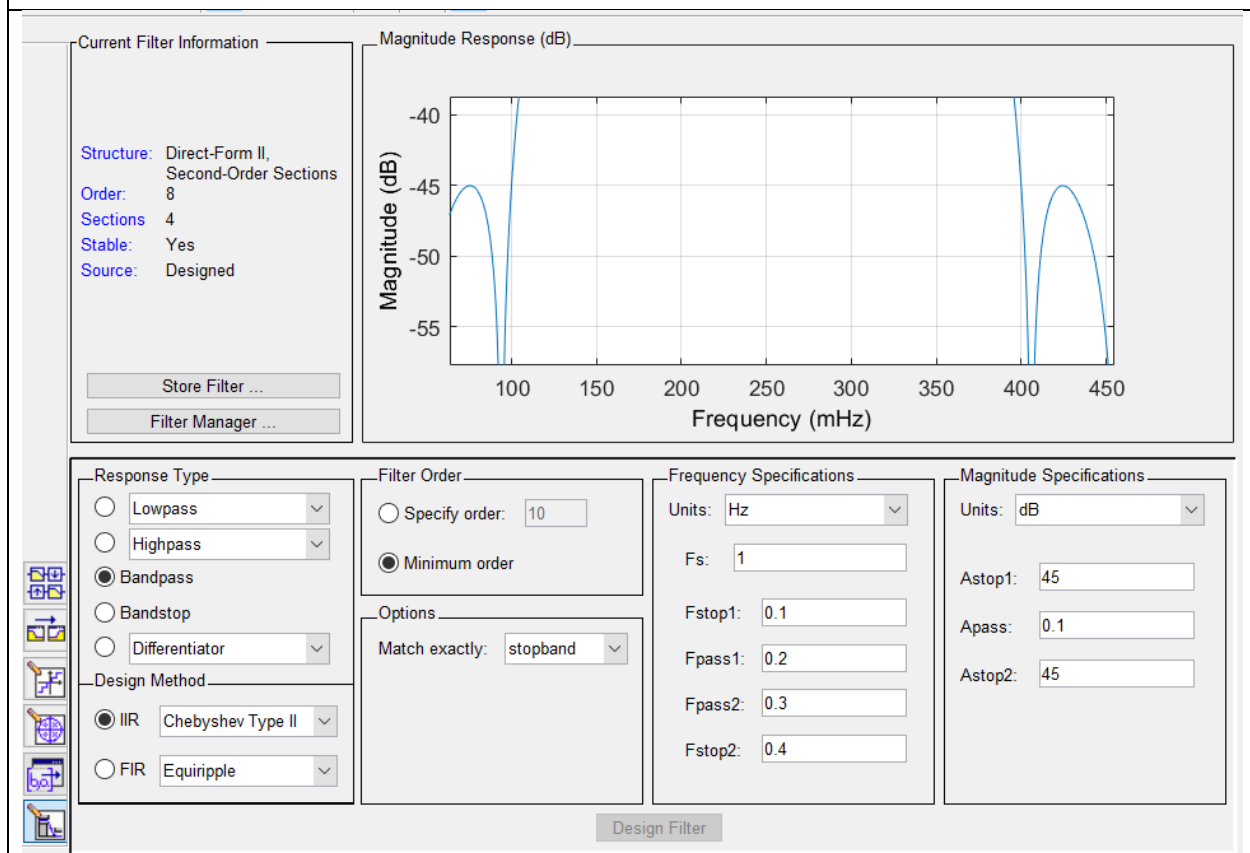 Current Filter Information
Structure: Direct-Form II,
Second-Order Sections
Order: 8
Sections 4
Stable: Yes
Source: Designed
Store Filter ...
Filter Manager ...
Magnitude Response (dB)
Magnitude (dB)
-40
-45
-50
-55
100 150 200 250 300 350 400 450
Frequency (mHz)
Response Type
Lowpass
Highpass
Bandpass
Bandstop
Differentiator
Design Method
IIR Chebyshev Type II
FIR Equiripple
Filter Order
Specify order: 10
Minimum order
Options
Match exactly: stopband
Frequency Specifications
Units: Hz
Fs: 1
Fstop1: 0.1
Fpass1: 0.2
Fpass2: 0.3
Fstop2: 0.4
Magnitude Specifications
Units: dB
Astop1: 45
Apass: 0.1
Astop2: 45
Design Filter
[b,a]